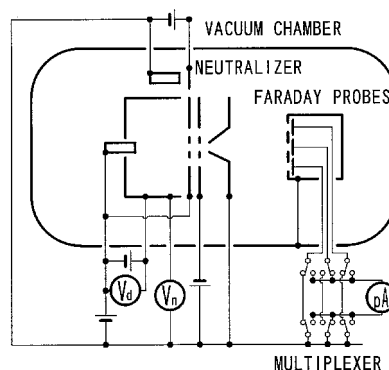 VACUUM CHAMBER
NEUTRALIZER
FARADAY PROBES
Vd
Vn
pA
MULTIPLEXER